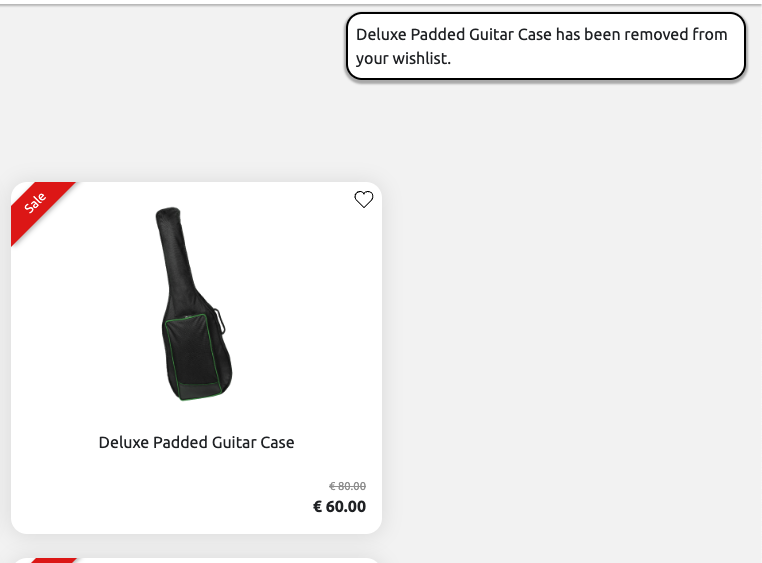 Deluxe Padded Guitar Case has been removed from
your wishlist.
Sale
Deluxe Padded Guitar Case
€ 80.00
€ 60.00